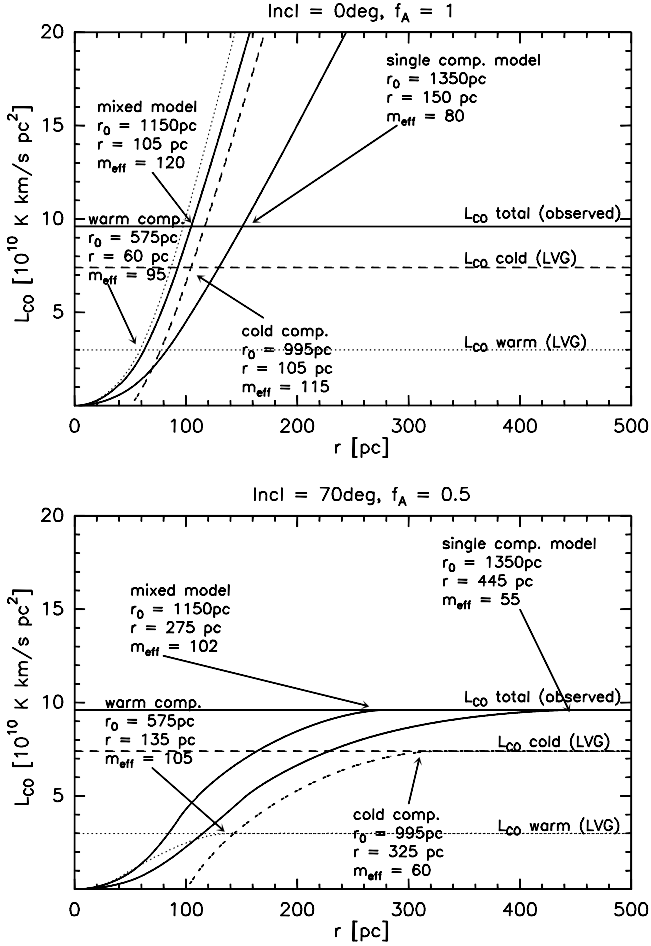 Incl = 0deg, f_A = 1
20
15
10
5
L_CO [10^10 K km/s pc^2]
mixed model
r_0 = 1150pc
r = 105 pc
m_eff = 120
single comp. model
r_0 = 1350pc
r = 150 pc
m_eff = 80
warm comp.
r_0 = 575pc
r = 60 pc
m_eff = 95
L_CO total (observed)
L_CO cold (LVG)
cold comp.
r_0 = 995pc
r = 105 pc
m_eff = 115
L_CO warm (LVG)
0 100 200 300 400 500
r [pc]
Incl = 70deg, f_A = 0.5
20
15
10
5
L_CO [10^10 K km/s pc^2]
single comp. model
r_0 = 1350pc
r = 445 pc
m_eff = 55
mixed model
r_0 = 1150pc
r = 275 pc
m_eff = 102
L_CO total (observed)
warm comp.
r_0 = 575pc
r = 135 pc
m_eff = 105
L_CO cold (LVG)
cold comp.
r_0 = 995pc
r = 325 pc
m_eff = 60
L_CO warm (LVG)
0 100 200 300 400 500
r [pc]